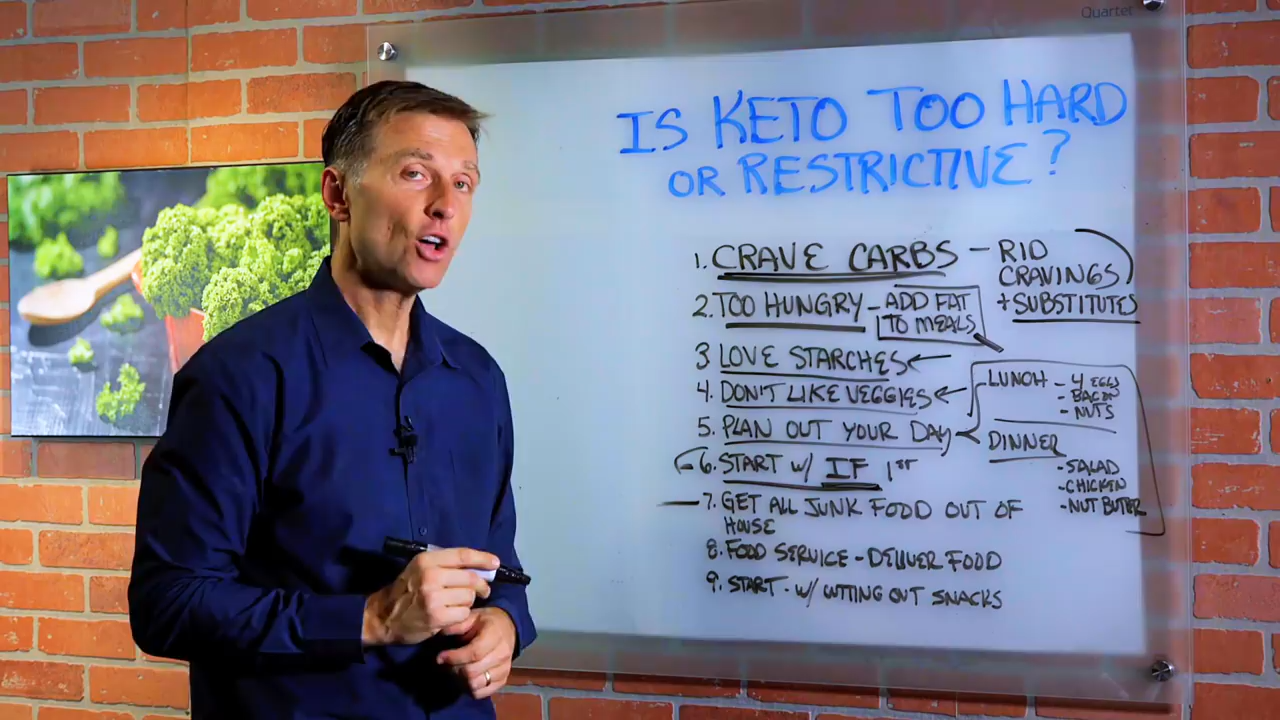 Quartet
IS KETO TOO HARD
OR RESTRICTIVE?
1. CRAVE CARBS - RID
CRAVINGS
+ SUBSTITUTES
2. TOO HUNGRY - ADD FAT
TO MEALS
3 LOVE STARCHES ←
4. DON'T LIKE VEGGIES ←
5. PLAN OUT YOUR DAY
LUNCH - 4 EGGS
- BACON
- NUTS
DINNER
- SALAD
- CHICKEN
- NUT BUTTER
6. START W/ IF 1ST
7. GET ALL JUNK FOOD OUT OF
HOUSE
8. FOOD SERVICE - DELIVER FOOD
9. START - W/ CUTTING OUT SNACKS